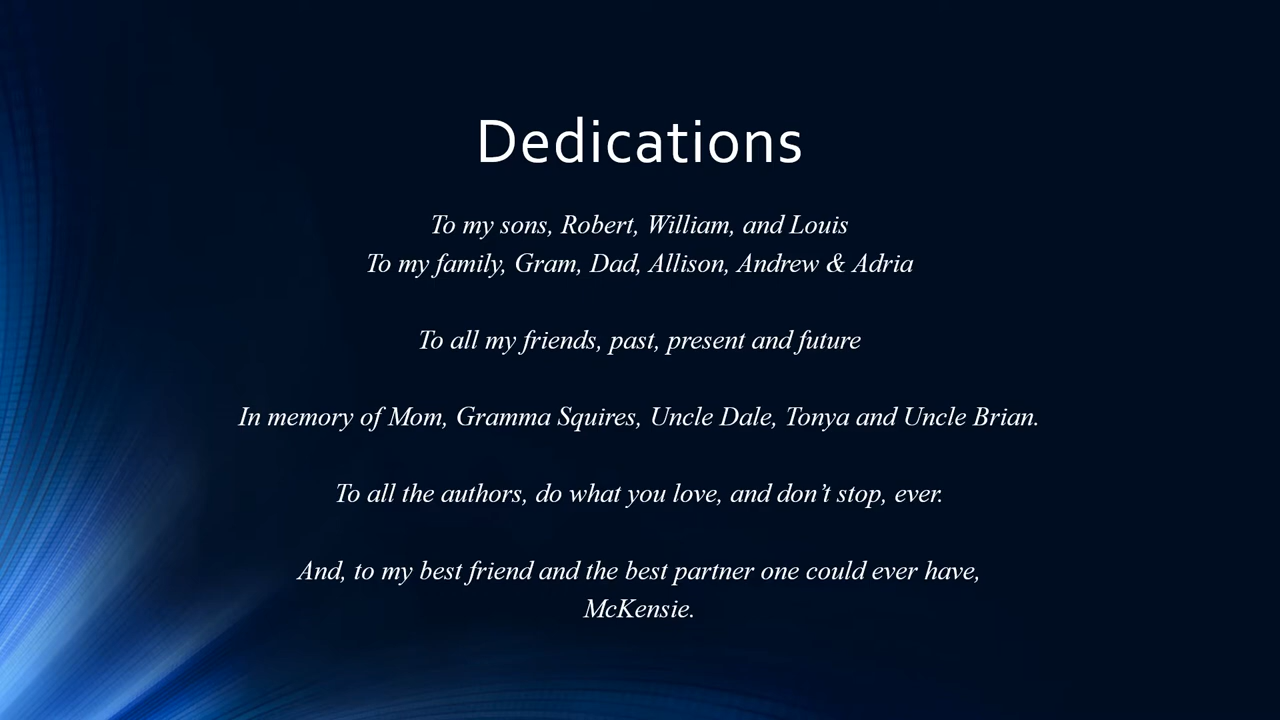 Dedications
To my sons, Robert, William, and Louis
To my family, Gram, Dad, Allison, Andrew & Adria
To all my friends, past, present and future
In memory of Mom, Gramma Squires, Uncle Dale, Tonya and Uncle Brian.
To all the authors, do what you love, and don’t stop, ever.
And, to my best friend and the best partner one could ever have,
McKensie.